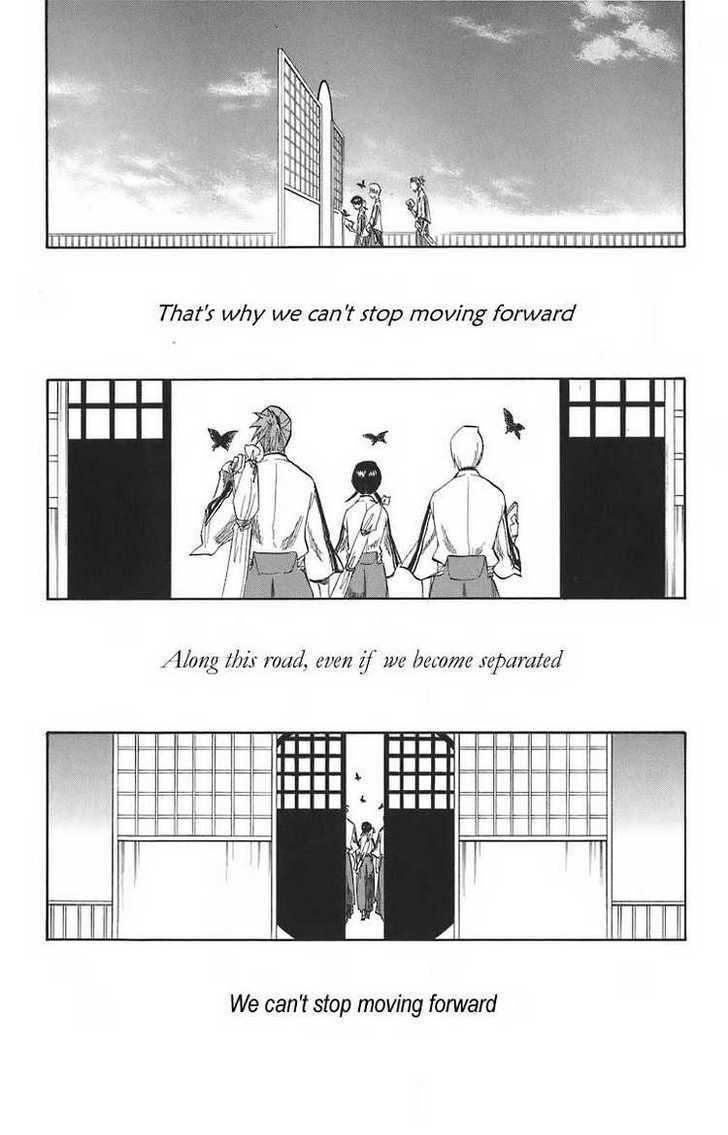 That's why we can't stop moving forward
Along this road, even if we become separated
We can't stop moving forward